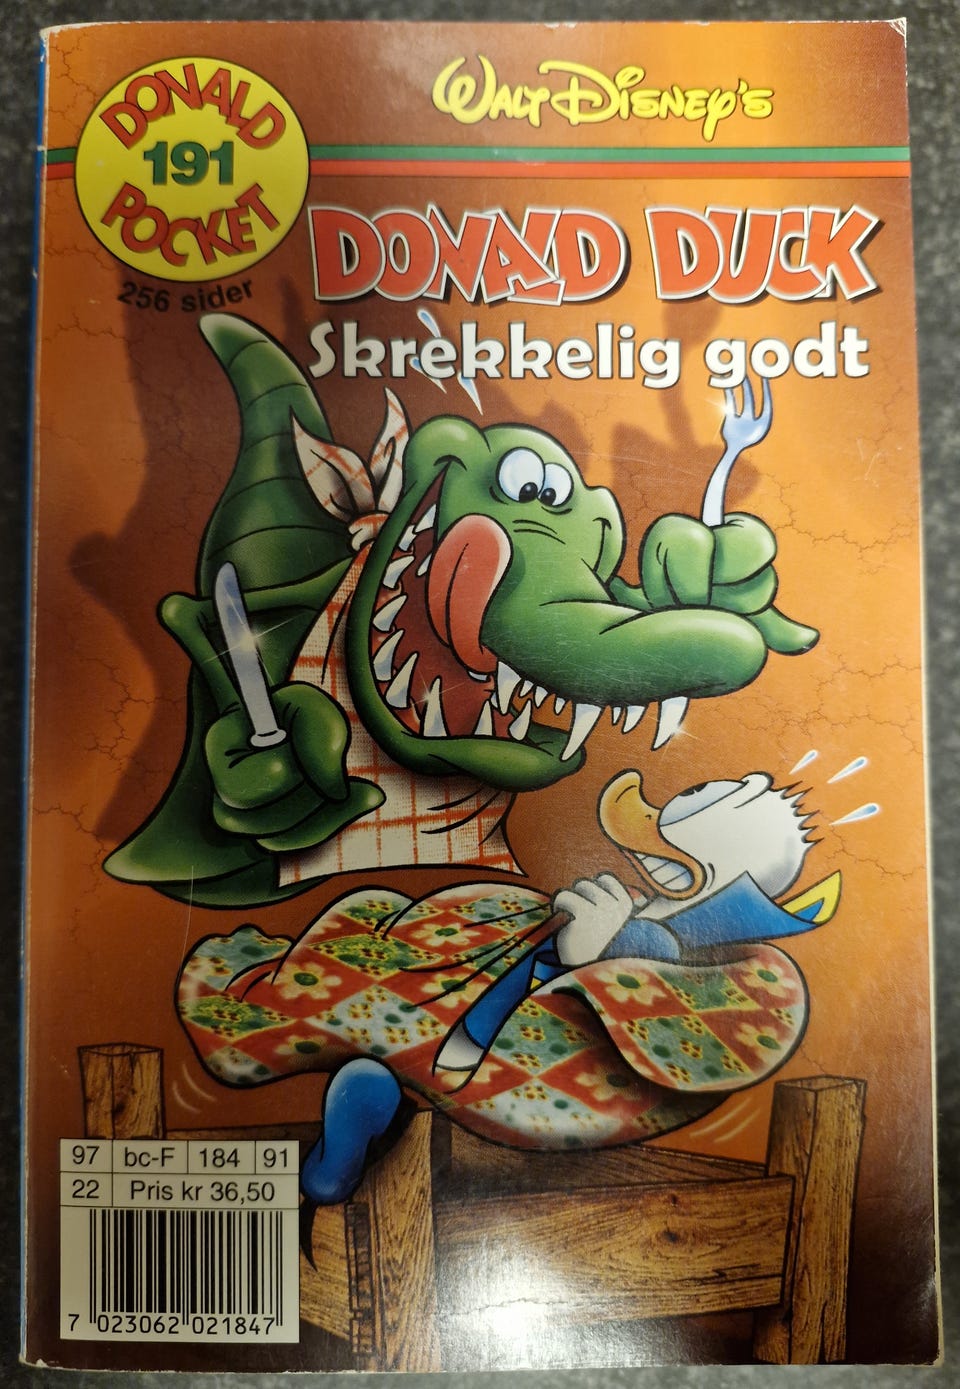 DONALD
191
POCKET
256 sider
WALT DISNEY'S
DONALD DUCK
Skrekkelig godt
97 bc-F 184 91
22 Pris kr 36,50
7 023062 021847